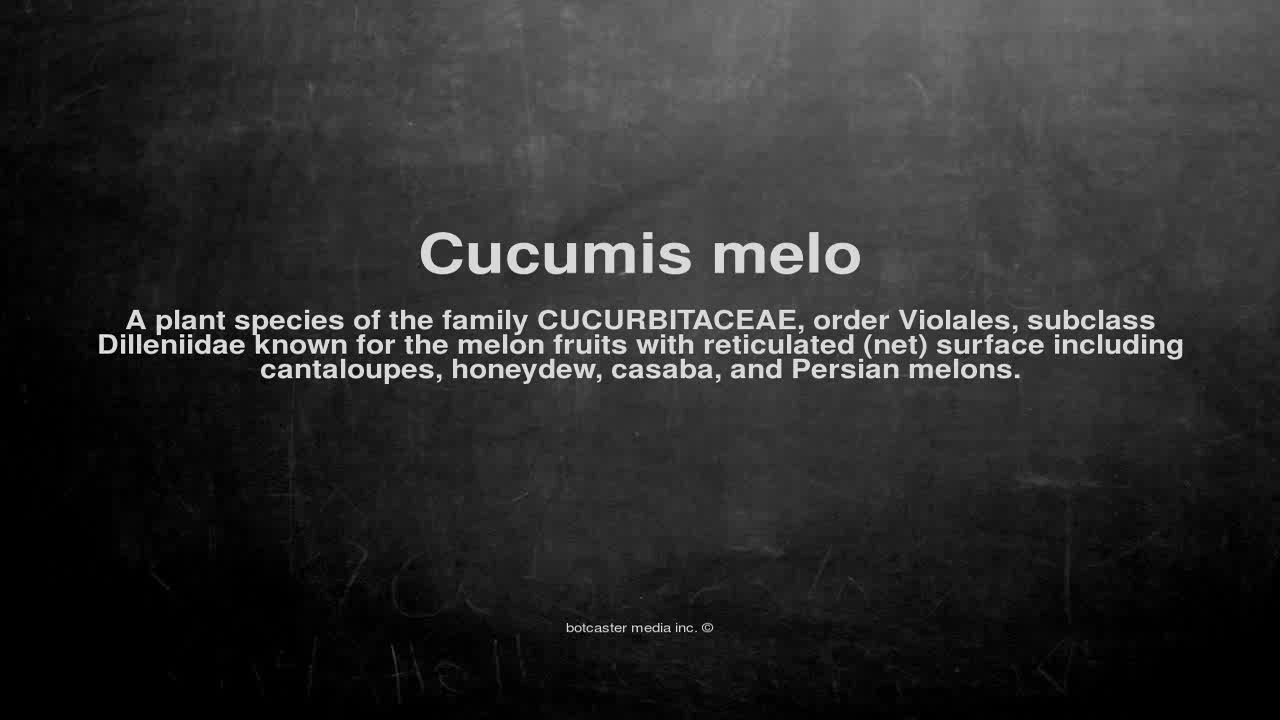 Cucumis melo
A plant species of the family CUCURBITACEAE, order Violales, subclass
Dilleniidae known for the melon fruits with reticulated (net) surface including
cantaloupes, honeydew, casaba, and Persian melons.
botcaster media inc. ©